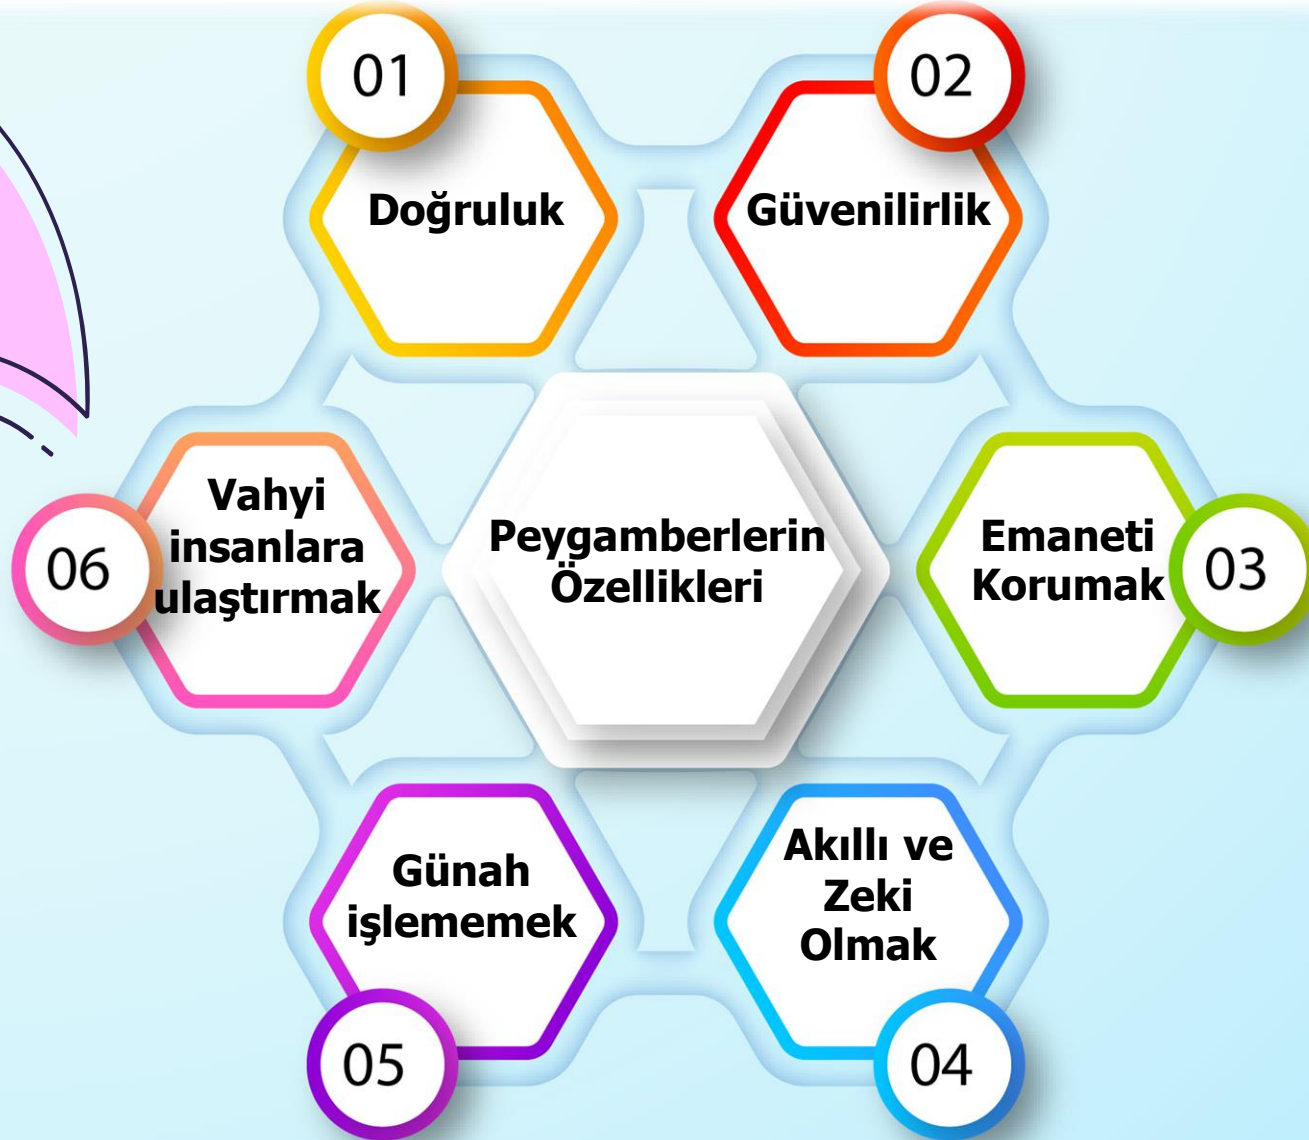 01
Doğruluk
02
Güvenilirlik
03
Emaneti
Korumak
04
Akıllı ve
Zeki
Olmak
05
Günah
işlememek
06
Vahyi
insanlara
ulaştırmak
Peygamberlerin
Özellikleri